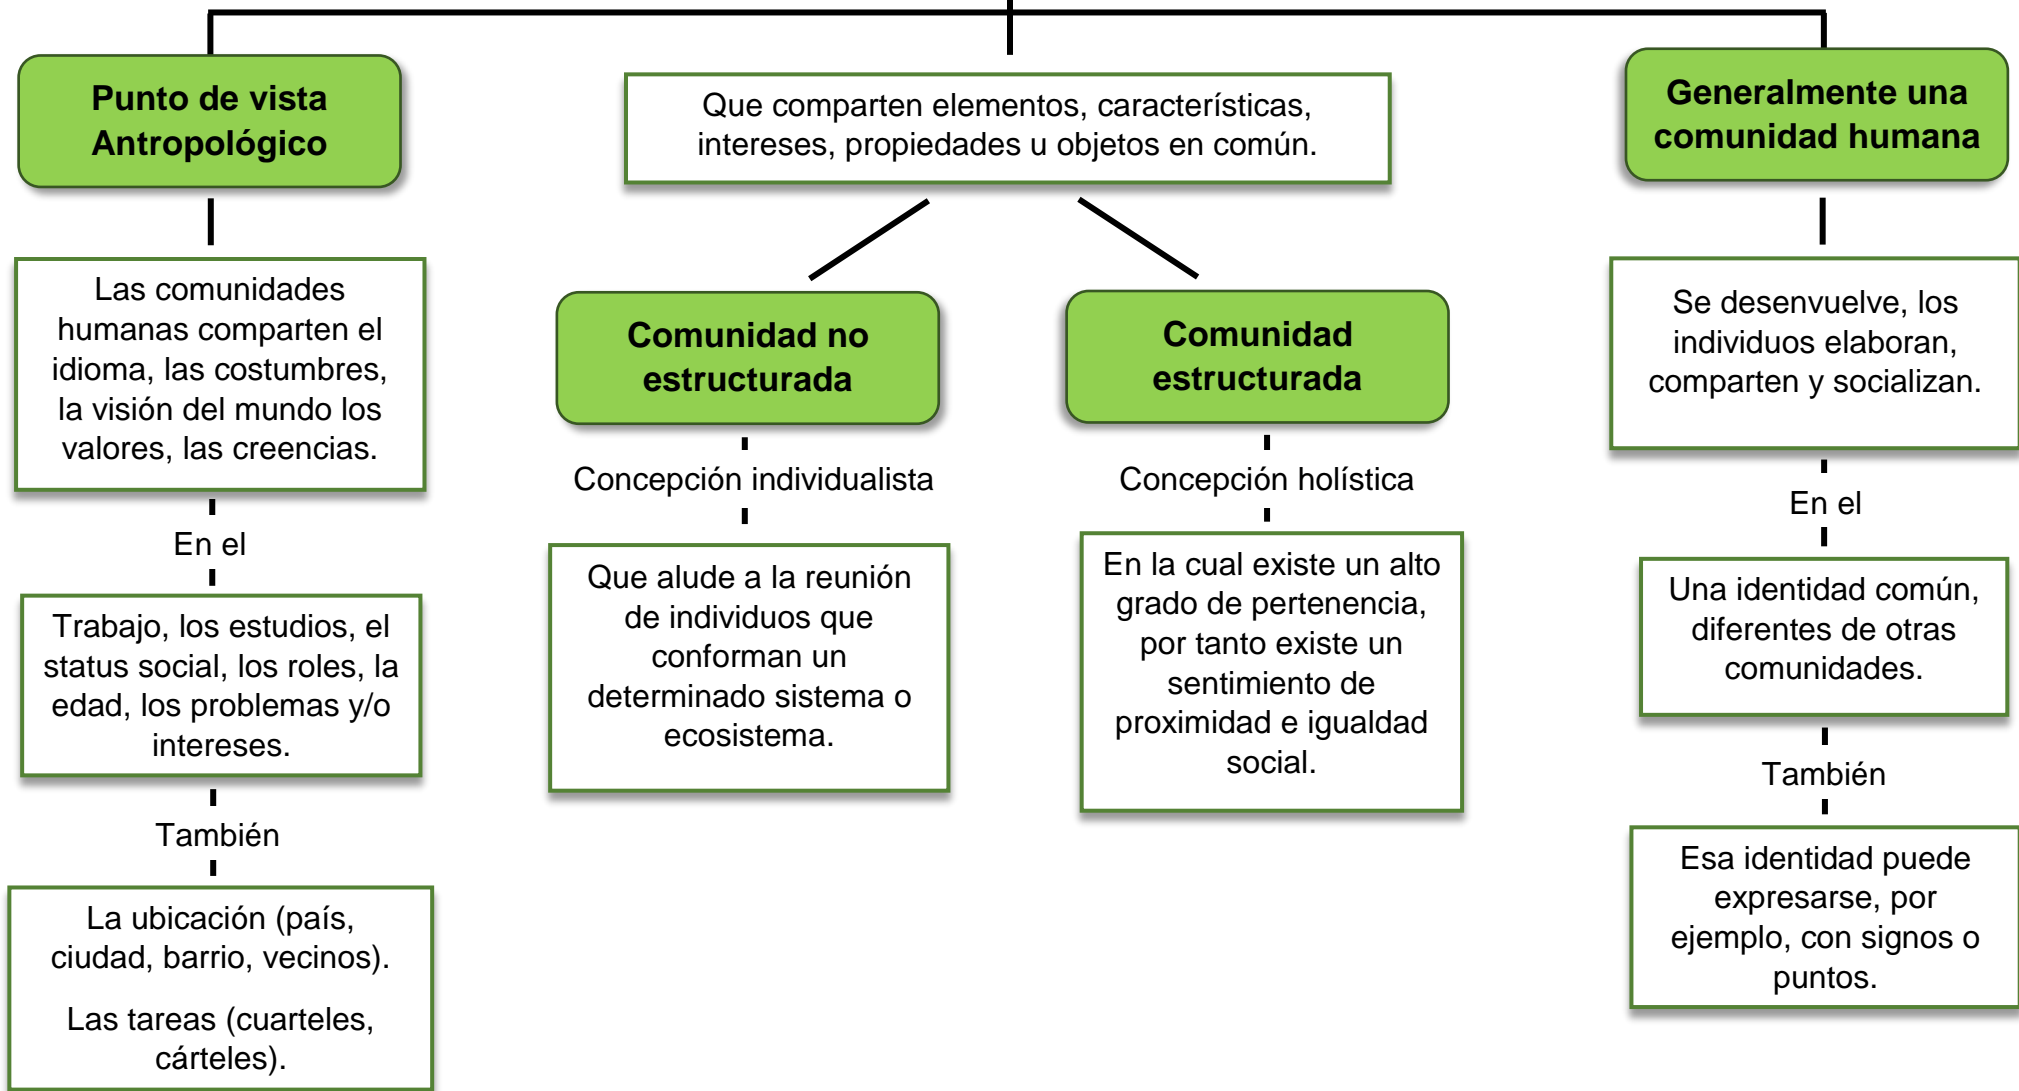 Punto de vista
Antropológico
Las comunidades
humanas comparten el
idioma, las costumbres,
la visión del mundo los
valores, las creencias.
En el
Trabajo, los estudios, el
status social, los roles, la
edad, los problemas y/o
intereses.
También
La ubicación (país,
ciudad, barrio, vecinos).
Las tareas (cuarteles,
cárteles).
Que comparten elementos, características,
intereses, propiedades u objetos en común.
Comunidad no
estructurada
Concepción individualista
Que alude a la reunión
de individuos que
conforman un
determinado sistema o
ecosistema.
Comunidad
estructurada
Concepción holística
En la cual existe un alto
grado de pertenencia,
por tanto existe un
sentimiento de
proximidad e igualdad
social.
Generalmente una
comunidad humana
Se desenvuelve, los
individuos elaboran,
comparten y socializan.
En el
Una identidad común,
diferentes de otras
comunidades.
También
Esa identidad puede
expresarse, por
ejemplo, con signos o
puntos.